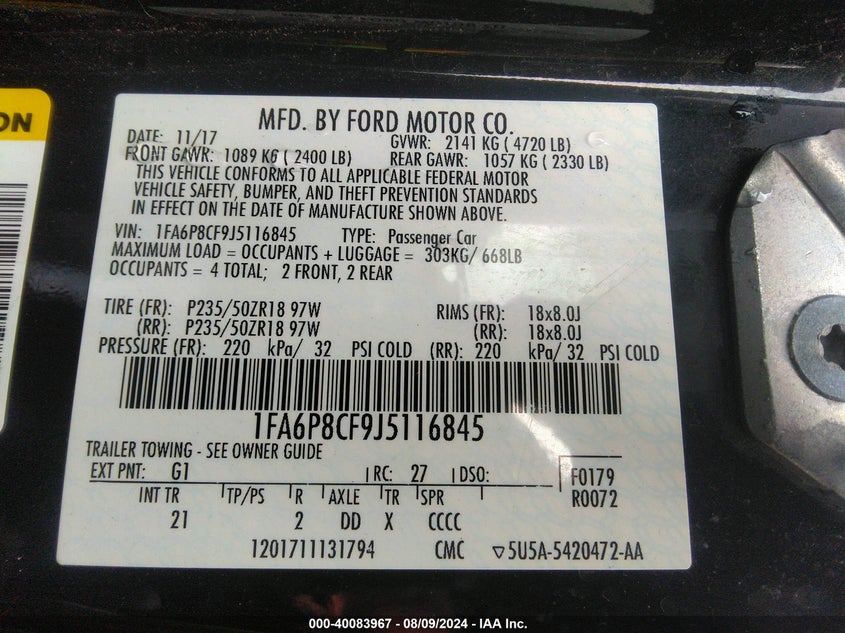 ON
MFD. BY FORD MOTOR CO.
DATE: 11/17 GVWR: 2141 KG ( 4720 LB)
FRONT GAWR: 1089 KG ( 2400 LB) REAR GAWR: 1057 KG ( 2330 LB)
THIS VEHICLE CONFORMS TO ALL APPLICABLE FEDERAL MOTOR
VEHICLE SAFETY, BUMPER, AND THEFT PREVENTION STANDARDS
IN EFFECT ON THE DATE OF MANUFACTURE SHOWN ABOVE.
VIN: 1FA6P8CF9J5116845 TYPE: Passenger Car
MAXIMUM LOAD = OCCUPANTS + LUGGAGE = 303KG/ 668LB
OCCUPANTS = 4 TOTAL; 2 FRONT, 2 REAR
TIRE (FR): P235/50ZR18 97W RIMS (FR): 18x8.0J
(RR): P235/50ZR18 97W (RR): 18x8.0J
PRESSURE (FR): 220 kPa/ 32 PSI COLD (RR): 220 kPa/ 32 PSI COLD
1FA6P8CF9J5116845
TRAILER TOWING - SEE OWNER GUIDE
EXT PNT: G1 RC: 27 DSO: F0179
R0072
INT TR TP/PS R AXLE TR SPR
21 2 DD X CCCC
1201711131794 CMC ▽5U5A-5420472-AA
000-40083967 - 08/09/2024 - IAA Inc.